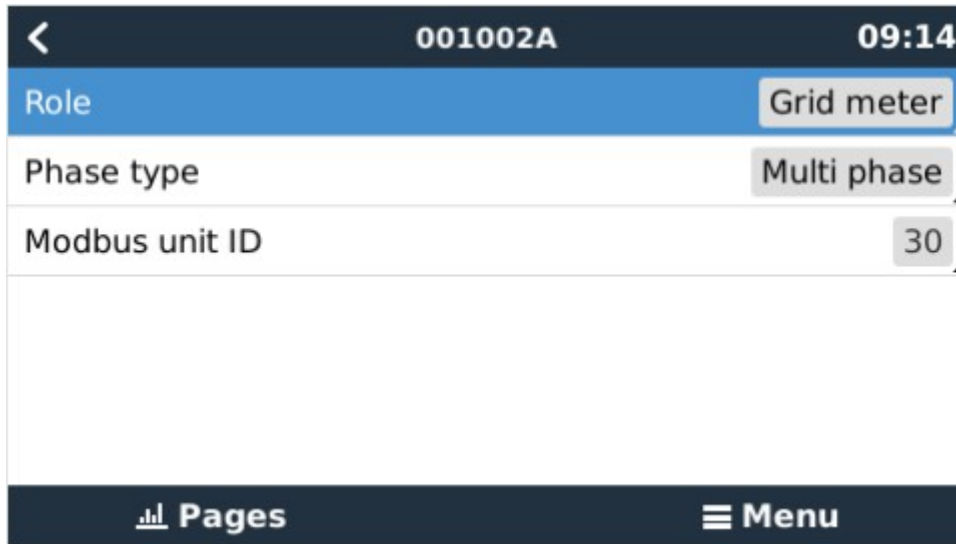 001002A 09:14
Role Grid meter
Phase type Multi phase
Modbus unit ID 30
Pages Menu